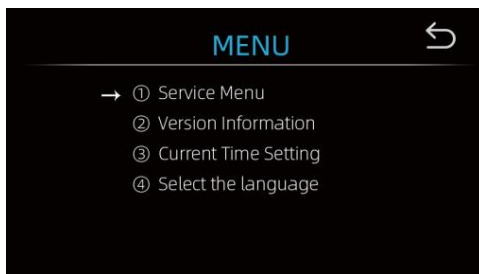 MENU
→ ① Service Menu
② Version Information
③ Current Time Setting
④ Select the language